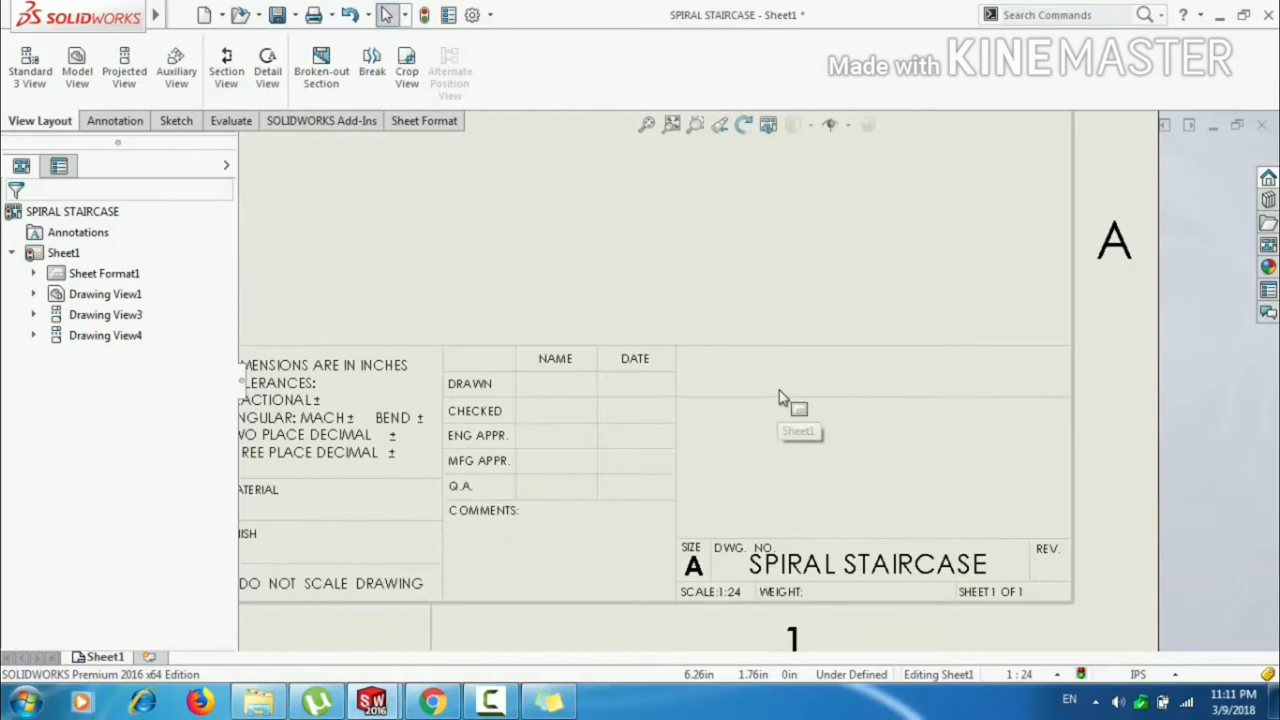 SOLIDWORKS
SPIRAL STAIRCASE - Sheet1 *
Search Commands
Made with KINEMASTER
Standard 3 View
Model View
Projected View
Auxiliary View
Section View
Detail View
Broken-out Section
Break
Crop View
Alternate Position View
View Layout
Annotation
Sketch
Evaluate
SOLIDWORKS Add-Ins
Sheet Format
SPIRAL STAIRCASE
Annotations
Sheet1
Sheet Format1
Drawing View1
Drawing View3
Drawing View4
A
MENSIONS ARE IN INCHES
LERANCES:
ACTIONAL ±
NGULAR: MACH ± BEND ±
WO PLACE DECIMAL ±
REE PLACE DECIMAL ±
ATERIAL
ISH
DO NOT SCALE DRAWING
NAME DATE
DRAWN
CHECKED
ENG APPR.
MFG APPR.
Q.A.
COMMENTS:
Sheet1
SIZE DWG. NO. REV.
A SPIRAL STAIRCASE
SCALE:1:24 WEIGHT: SHEET 1 OF 1
1
Sheet1
SOLIDWORKS Premium 2016 x64 Edition
6.26in 1.76in 0in Under Defined Editing Sheet1 1 : 24 IPS
SW
2016
EN
11:11 PM
3/9/2018